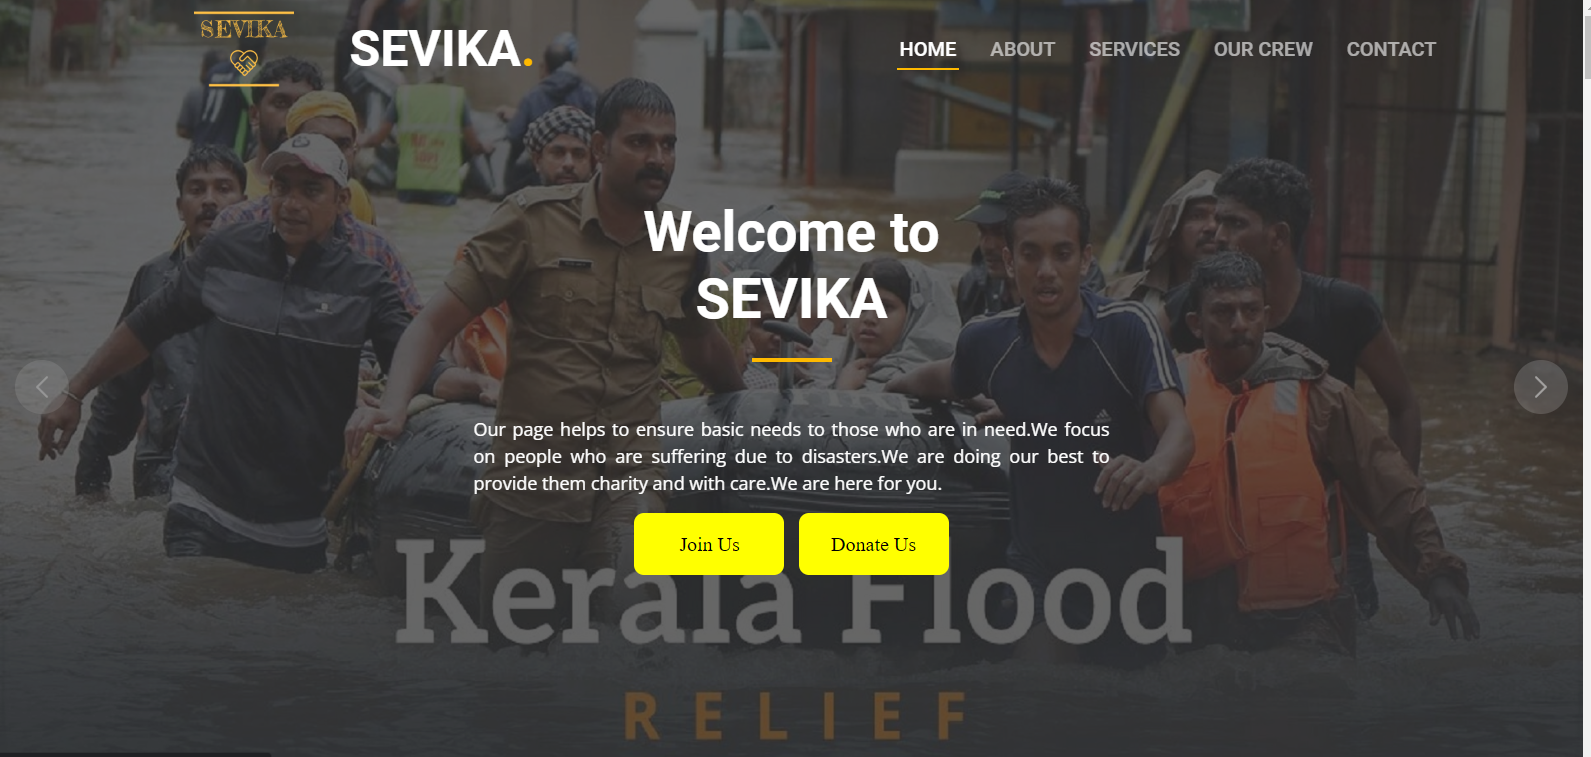 SEVIKA
SEVIKA.
HOME ABOUT SERVICES OUR CREW CONTACT
Welcome to
SEVIKA
Our page helps to ensure basic needs to those who are in need.We focus
on people who are suffering due to disasters.We are doing our best to
provide them charity and with care.We are here for you.
Join Us Donate Us
Kerala Flood
RELIEF